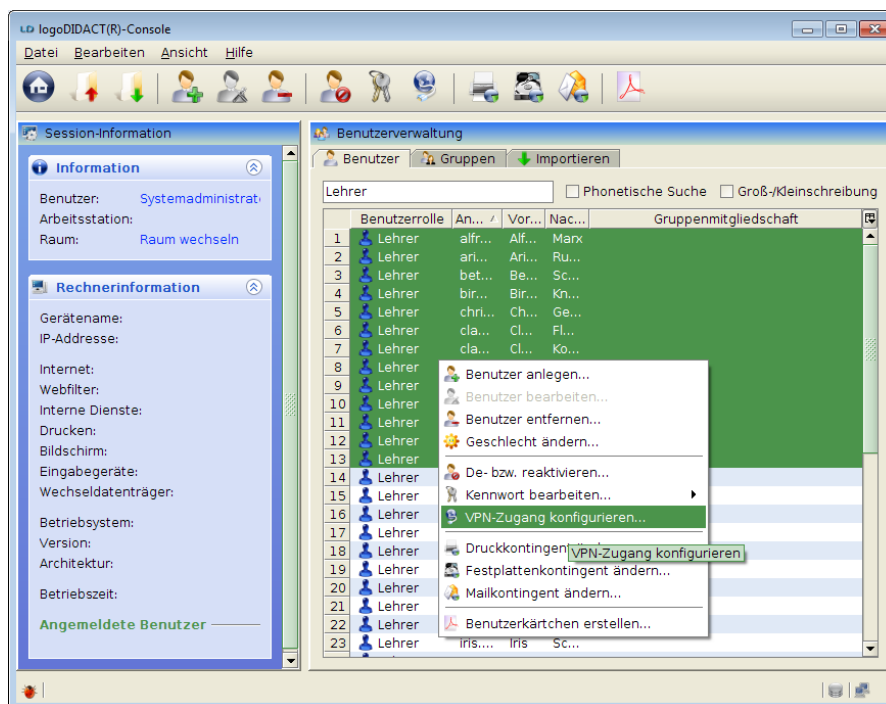 LD logoDIDACT(R)-Console
Datei Bearbeiten Ansicht Hilfe
Session-Information
Information
Benutzer: Systemadministrat
Arbeitsstation:
Raum: Raum wechseln
Rechnerinformation
Gerätename:
IP-Addresse:
Internet:
Webfilter:
Interne Dienste:
Drucken:
Bildschirm:
Eingabegeräte:
Wechseldatenträger:
Betriebsystem:
Version:
Architektur:
Betriebszeit:
Angemeldete Benutzer
Benutzerverwaltung
Benutzer Gruppen Importieren
Lehrer Phonetische Suche Groß-/Kleinschreibung
Benutzerrolle An... Vor... Nac... Gruppenmitgliedschaft
1 Lehrer alfr... Alf... Marx
2 Lehrer ari... Ari... Ru...
3 Lehrer bet... Be... Sc...
4 Lehrer bir... Bir... Kn...
5 Lehrer chri... Ch... Ge...
6 Lehrer cla... Cl... Fl...
7 Lehrer cla... Cl... Ko...
8 Lehrer
9 Lehrer
10 Lehrer
11 Lehrer
12 Lehrer
13 Lehrer
14 Lehrer
15 Lehrer
16 Lehrer
17 Lehrer
18 Lehrer
19 Lehrer
20 Lehrer
21 Lehrer
22 Lehrer
23 Lehrer iris.... Iris Sc...
Benutzer anlegen...
Benutzer bearbeiten...
Benutzer entfernen...
Geschlecht ändern...
De- bzw. reaktivieren...
Kennwort bearbeiten...
VPN-Zugang konfigurieren...
Druckkontingent
VPN-Zugang konfigurieren
Festplattenkontingent ändern...
Mailkontingent ändern...
Benutzerkärtchen erstellen...